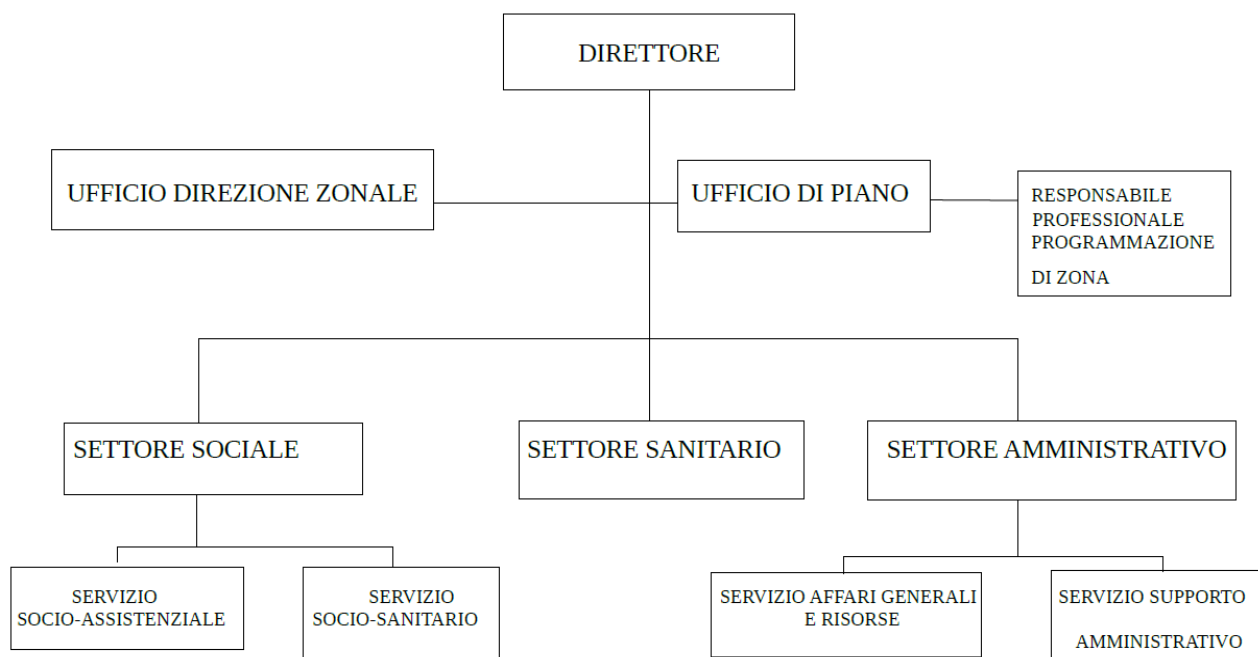 DIRETTORE
UFFICIO DIREZIONE ZONALE
UFFICIO DI PIANO
RESPONSABILE
PROFESSIONALE
PROGRAMMAZIONE
DI ZONA
SETTORE SOCIALE
SETTORE SANITARIO
SETTORE AMMINISTRATIVO
SERVIZIO
SOCIO-ASSISTENZIALE
SERVIZIO
SOCIO-SANITARIO
SERVIZIO AFFARI GENERALI
E RISORSE
SERVIZIO SUPPORTO
AMMINISTRATIVO